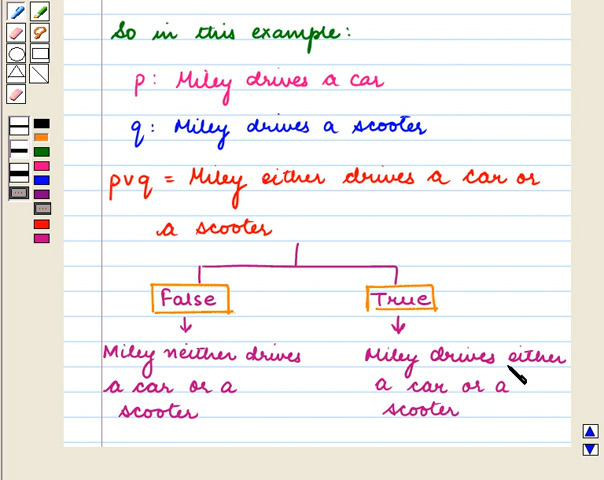 So in this example:
p: Miley drives a car
q: Miley drives a scooter
p∨q = Miley either drives a car or
a scooter
False True
Miley neither drives Miley drives either
a car or a a car or a
scooter scooter